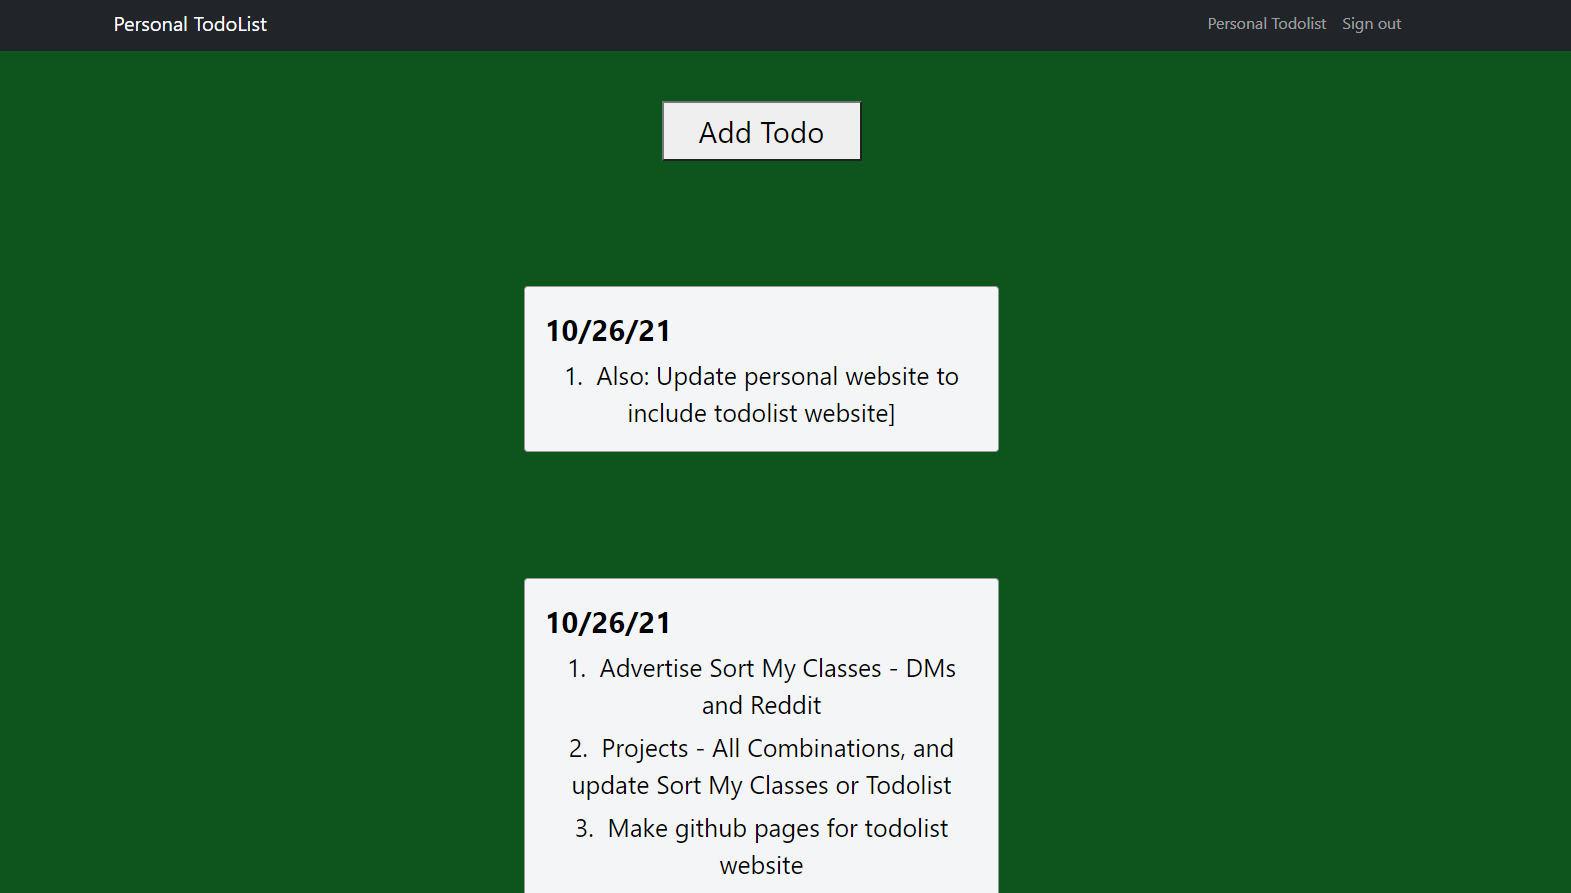 Personal TodoList
Personal Todolist
Sign out
Add Todo
10/26/21
1. Also: Update personal website to
include todolist website]
10/26/21
1. Advertise Sort My Classes - DMs
and Reddit
2. Projects - All Combinations, and
update Sort My Classes or Todolist
3. Make github pages for todolist
website